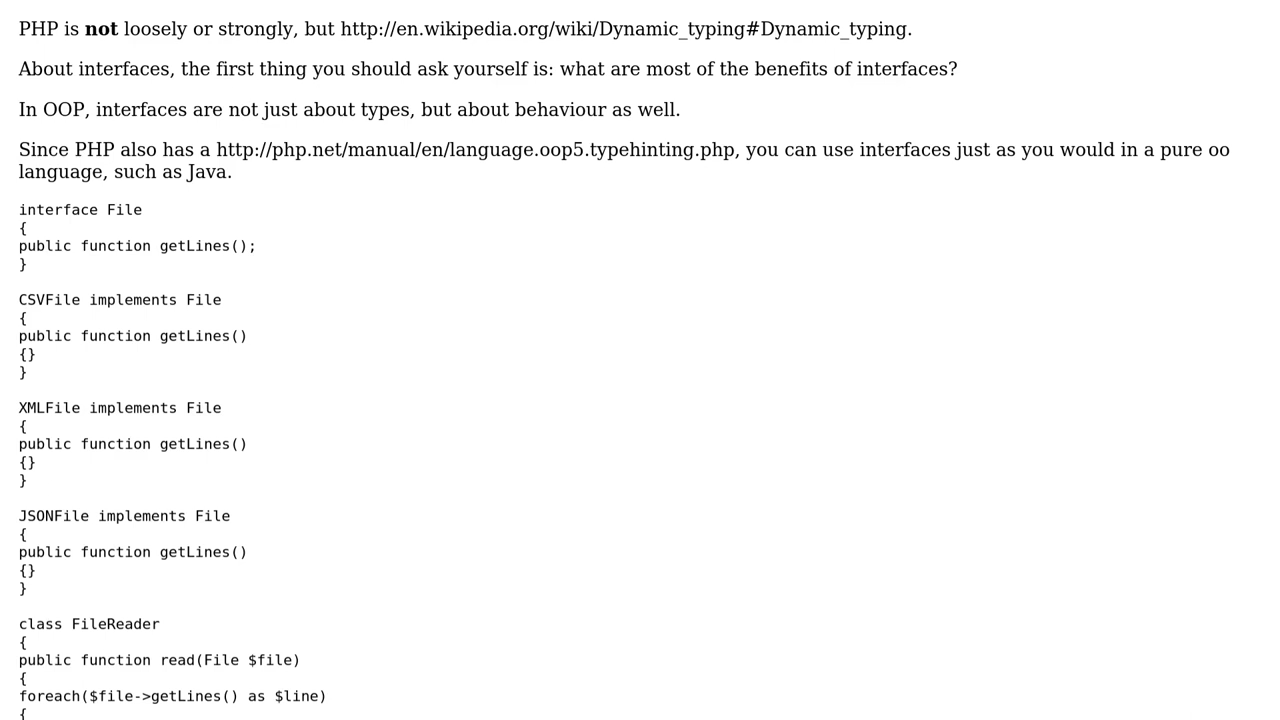 PHP is not loosely or strongly, but http://en.wikipedia.org/wiki/Dynamic_typing#Dynamic_typing.
About interfaces, the first thing you should ask yourself is: what are most of the benefits of interfaces?
In OOP, interfaces are not just about types, but about behaviour as well.
Since PHP also has a http://php.net/manual/en/language.oop5.typehinting.php, you can use interfaces just as you would in a pure oo
language, such as Java.
interface File
{
public function getLines();
}
CSVFile implements File
{
public function getLines()
{}
}
XMLFile implements File
{
public function getLines()
{}
}
JSONFile implements File
{
public function getLines()
{}
}
class FileReader
{
public function read(File $file)
{
foreach($file->getLines() as $line)
{